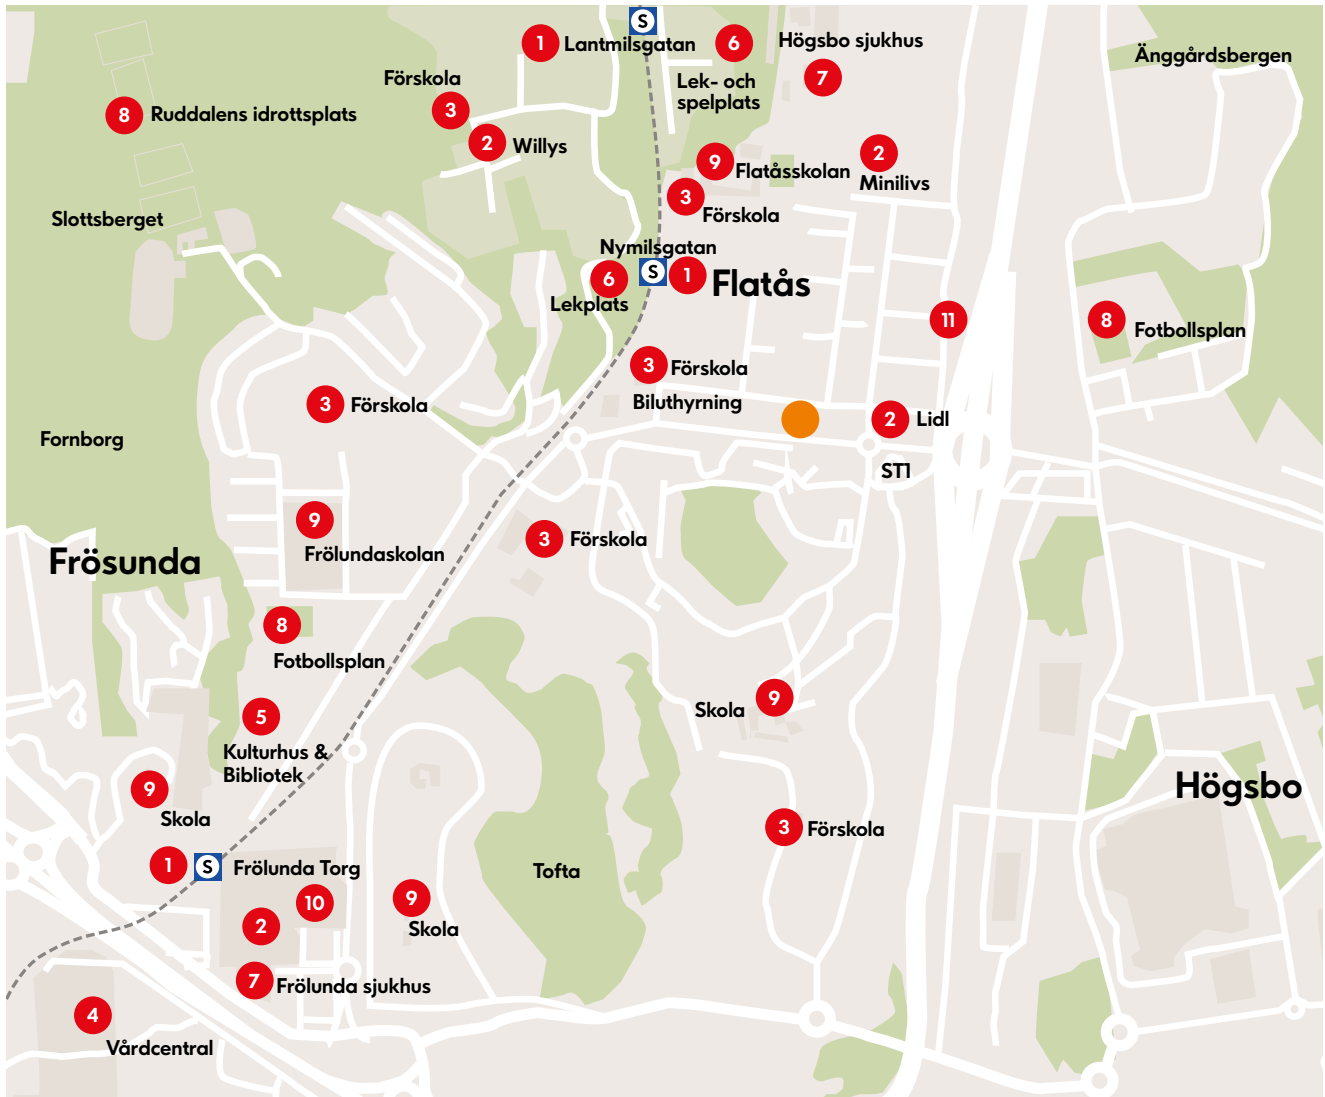 S
1 Lantmilsgatan
6
Lek- och
spelplats
Högsbo sjukhus
7
Änggårdsbergen
Förskola
3
8 Ruddalens idrottsplats
2 Willys
9
Flatåsskolan
2
Minilivs
3
Förskola
Slottsberget
Nymilsgatan
S
1
Flatås
6
Lekplats
11
8
Fotbollsplan
3 Förskola
Biluthyrning
3 Förskola
2 Lidl
ST1
Fornborg
9
Frölundaskolan
3 Förskola
Frösunda
8
Fotbollsplan
5
Kulturhus &
Bibliotek
Skola
9
Högsbo
9
Skola
3 Förskola
1
S
Frölunda Torg
Tofta
10
2
9
Skola
7 Frölunda sjukhus
4
Vårdcentral